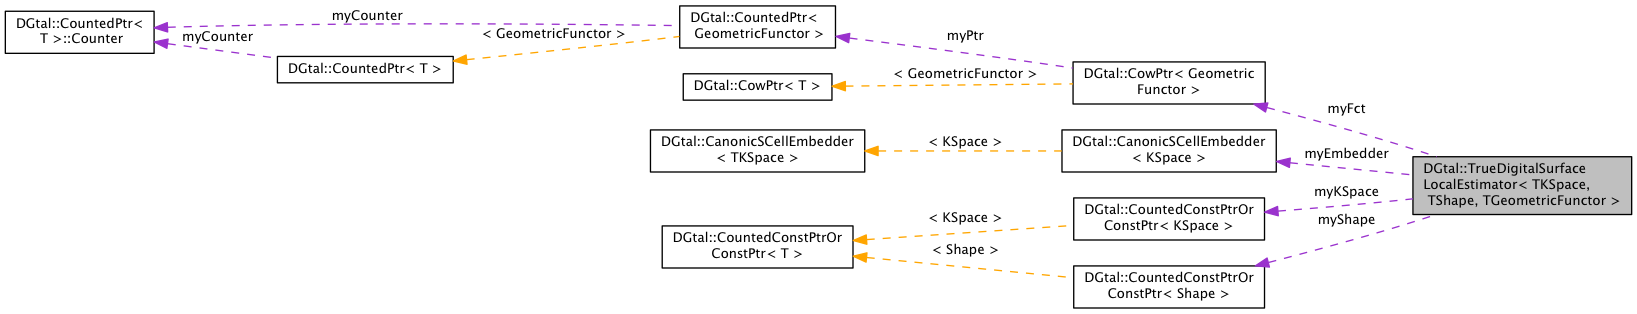 DGtal::CountedPtr<
T >::Counter
myCounter
myCounter
DGtal::CountedPtr< T >
< GeometricFunctor >
DGtal::CountedPtr<
GeometricFunctor >
myPtr
DGtal::CowPtr< T >
< GeometricFunctor >
DGtal::CowPtr< Geometric
Functor >
myFct
DGtal::CanonicSCellEmbedder
< TKSpace >
< KSpace >
DGtal::CanonicSCellEmbedder
< KSpace >
myEmbedder
DGtal::TrueDigitalSurface
LocalEstimator< TKSpace,
TShape, TGeometricFunctor >
myKSpace
myShape
DGtal::CountedConstPtrOr
ConstPtr< KSpace >
< KSpace >
DGtal::CountedConstPtrOr
ConstPtr< T >
< Shape >
DGtal::CountedConstPtrOr
ConstPtr< Shape >